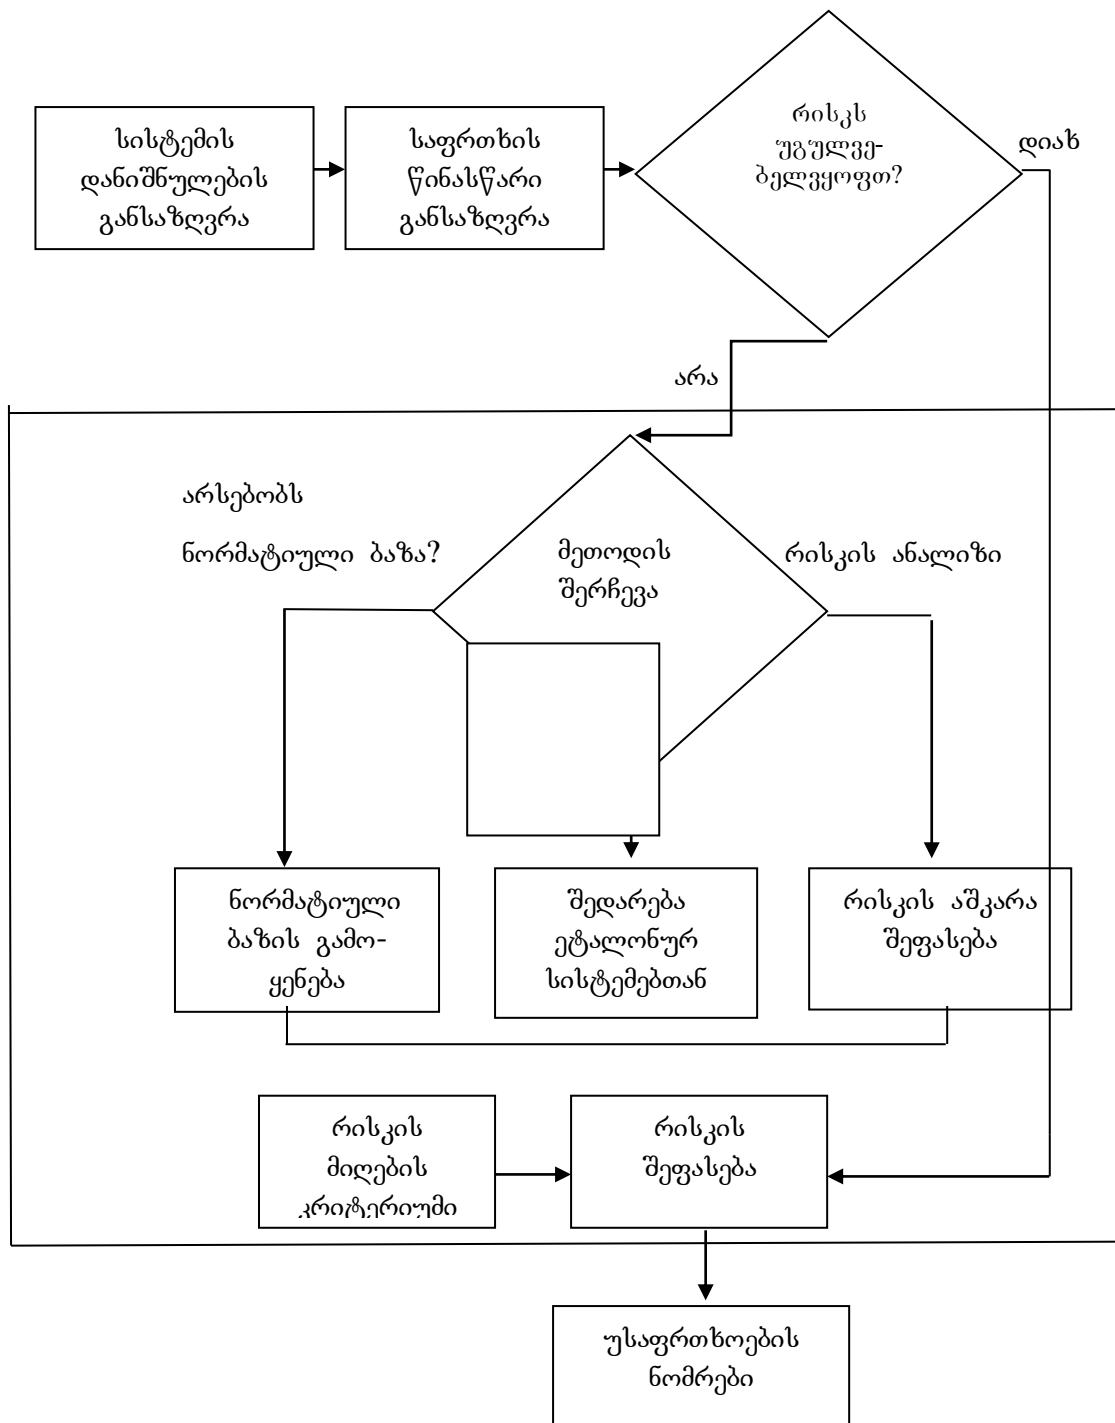 სისტემის
დანიშნულების
განსაზღვრა
საფრთხის
წინასწარი
განსაზღვრა
რისკს
უგულვე-
ბელვყოფთ?
დიახ
არა
არსებობს
ნორმატიული ბაზა?
მეთოდის
შერჩევა
რისკის ანალიზი
ნორმატიული
ბაზის გამო-
ყენება
შედარება
ეტალონურ
სისტემებთან
რისკის აშკარა
შეფასება
რისკის
მიღების
კრიტერიუმი
რისკის
შეფასება
უსაფრთხოების
ნომრები